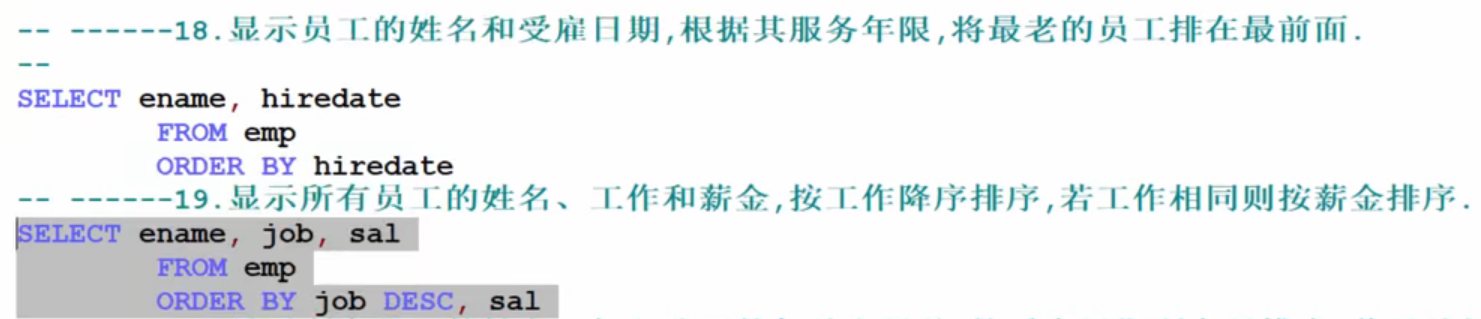 -- ------18.显示员工的姓名和受雇日期,根据其服务年限,将最老的员工排在最前面.
--
SELECT ename, hiredate
FROM emp
ORDER BY hiredate
-- ------19.显示所有员工的姓名、工作和薪金,按工作降序排序,若工作相同则按薪金排序.
SELECT ename, job, sal
FROM emp
ORDER BY job DESC, sal